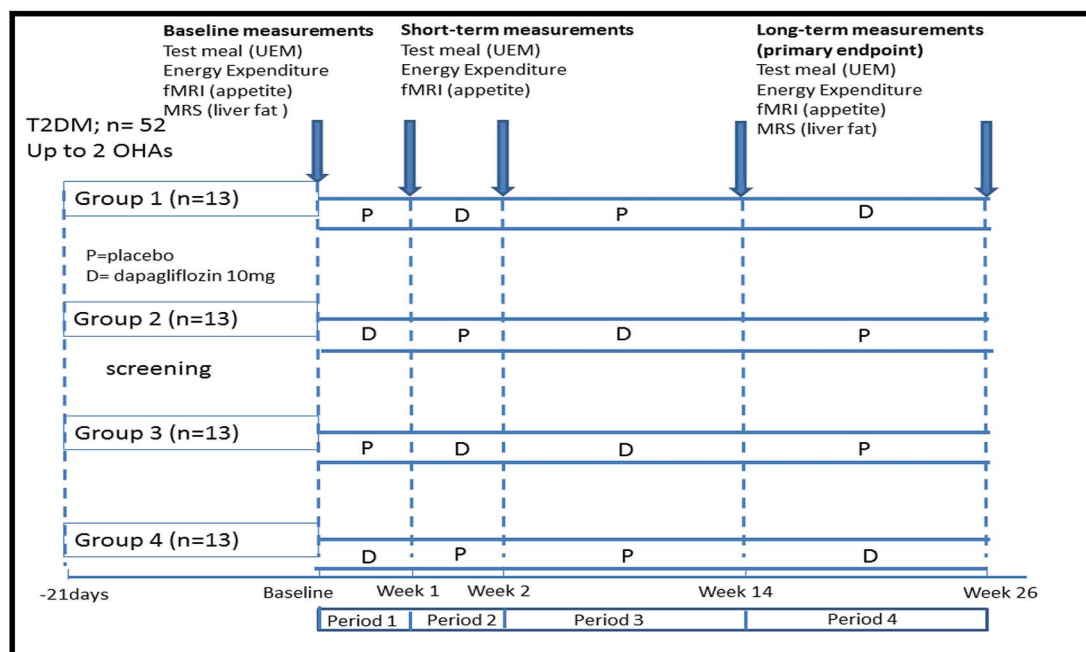 Baseline measurements
Test meal (UEM)
Energy Expenditure
fMRI (appetite)
MRS (liver fat )
Short-term measurements
Test meal (UEM)
Energy Expenditure
fMRI (appetite)
Long-term measurements
(primary endpoint)
Test meal (UEM)
Energy Expenditure
fMRI (appetite)
MRS (liver fat)
T2DM; n= 52
Up to 2 OHAs
Group 1 (n=13)
P D P D
P=placebo
D= dapagliflozin 10mg
Group 2 (n=13)
D P D P
screening
Group 3 (n=13)
P D D P
Group 4 (n=13)
D P P D
-21days Baseline Week 1 Week 2 Week 14 Week 26
Period 1 Period 2 Period 3 Period 4